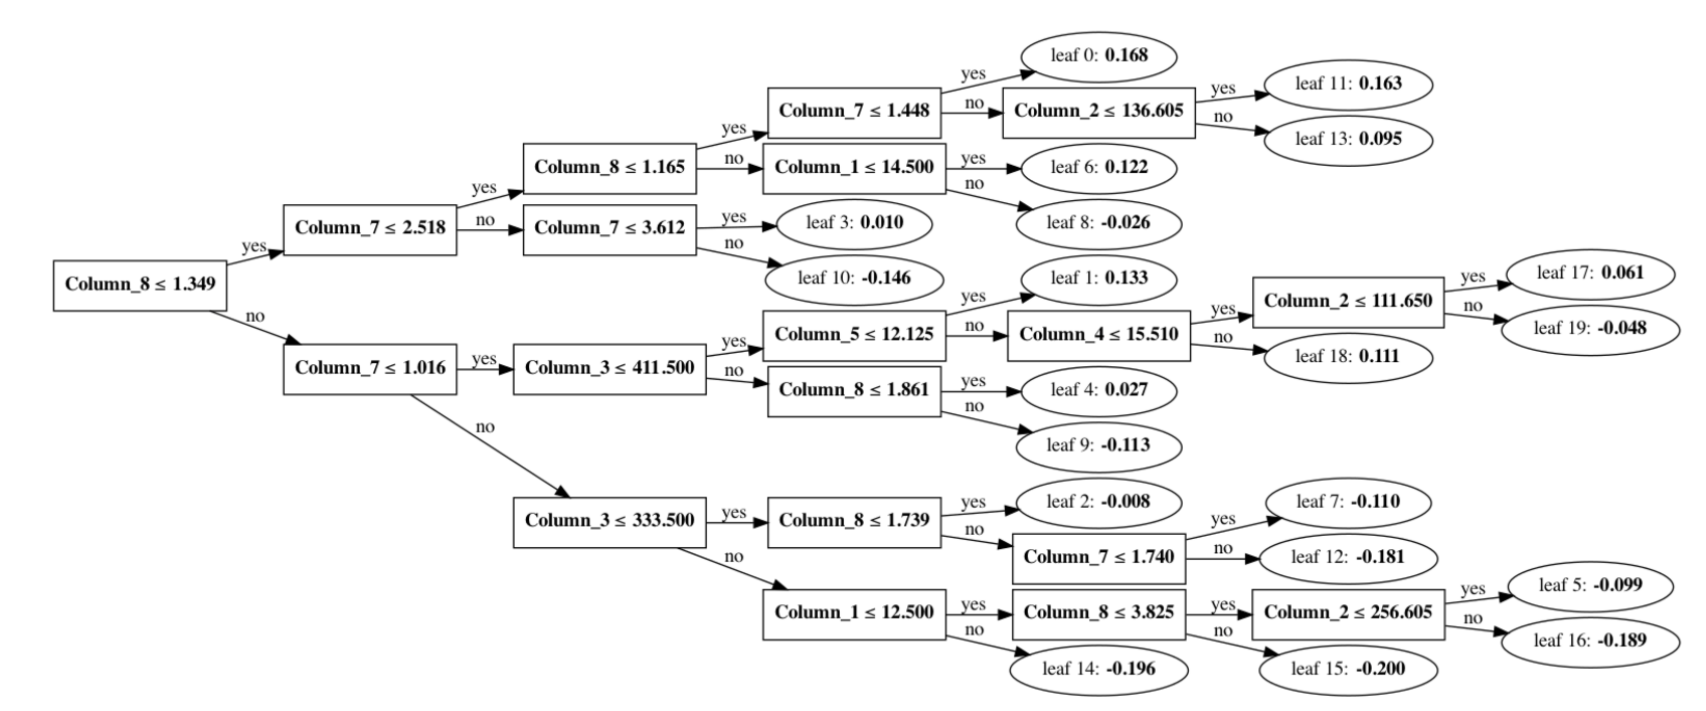 leaf 0: 0.168
yes
Column_7 ≤ 1.448
no
Column_2 ≤ 136.605
yes
leaf 11: 0.163
no
leaf 13: 0.095
yes
Column_8 ≤ 1.165
no
Column_1 ≤ 14.500
yes
leaf 6: 0.122
no
leaf 8: -0.026
yes
Column_7 ≤ 2.518
no
Column_7 ≤ 3.612
yes
leaf 3: 0.010
no
leaf 10: -0.146
yes
Column_8 ≤ 1.349
no
Column_7 ≤ 1.016
yes
Column_3 ≤ 411.500
yes
Column_5 ≤ 12.125
yes
leaf 1: 0.133
no
Column_4 ≤ 15.510
yes
Column_2 ≤ 111.650
yes
leaf 17: 0.061
no
leaf 19: -0.048
no
leaf 18: 0.111
no
Column_8 ≤ 1.861
yes
leaf 4: 0.027
no
leaf 9: -0.113
no
Column_3 ≤ 333.500
yes
Column_8 ≤ 1.739
yes
leaf 2: -0.008
no
Column_7 ≤ 1.740
yes
leaf 7: -0.110
no
leaf 12: -0.181
no
Column_1 ≤ 12.500
yes
Column_8 ≤ 3.825
yes
Column_2 ≤ 256.605
yes
leaf 5: -0.099
no
leaf 16: -0.189
no
leaf 15: -0.200
no
leaf 14: -0.196